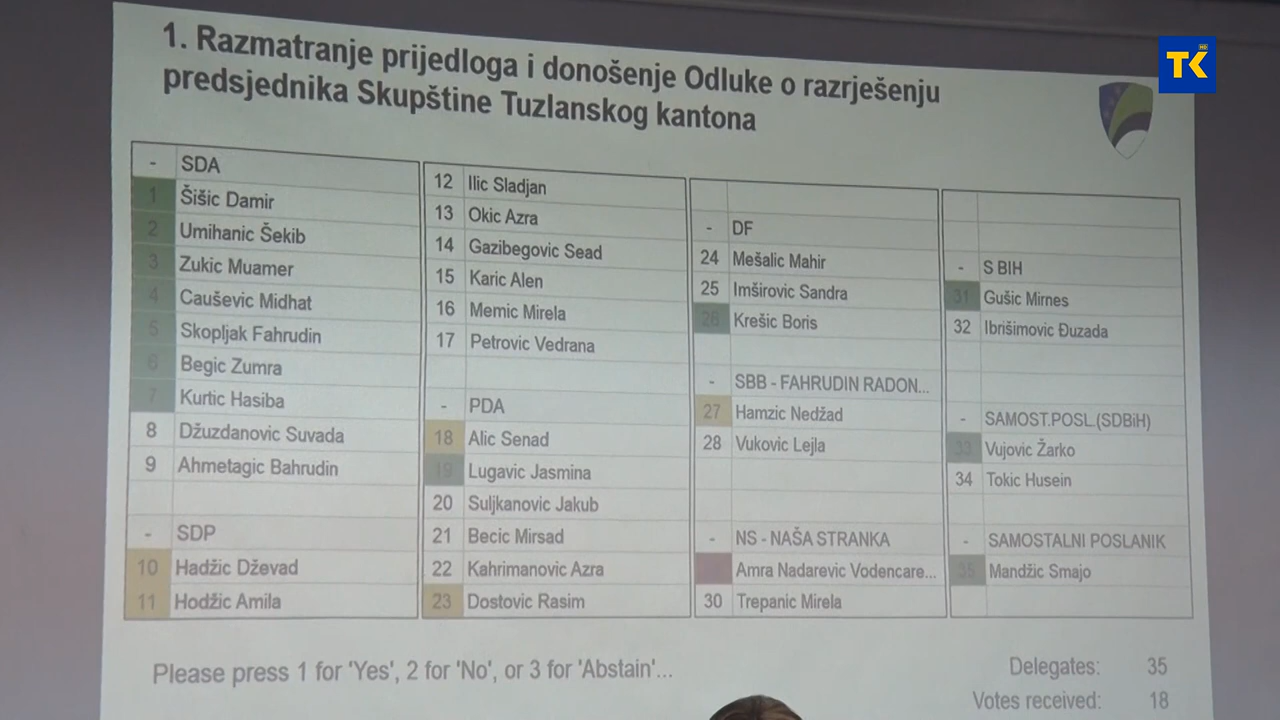 TK HD
1. Razmatranje prijedloga i donošenje Odluke o razrješenju
predsjednika Skupštine Tuzlanskog kantona
- SDA
1 Šišic Damir
2 Umihanic Šekib
3 Zukic Muamer
4 Cauševic Midhat
5 Skopljak Fahrudin
6 Begic Zumra
7 Kurtic Hasiba
8 Džuzdanovic Suvada
9 Ahmetagic Bahrudin
- SDP
10 Hadžic Dževad
11 Hodžic Amila
12 Ilic Sladjan
13 Okic Azra
14 Gazibegovic Sead
15 Karic Alen
16 Memic Mirela
17 Petrovic Vedrana
- PDA
18 Alic Senad
19 Lugavic Jasmina
20 Suljkanovic Jakub
21 Becic Mirsad
22 Kahrimanovic Azra
23 Dostovic Rasim
- DF
24 Mešalic Mahir
25 Imširovic Sandra
26 Krešic Boris
- SBB - FAHRUDIN RADON...
27 Hamzic Nedžad
28 Vukovic Lejla
- NS - NAŠA STRANKA
Amra Nadarevic Vodencare...
30 Trepanic Mirela
- S BIH
31 Gušic Mirnes
32 Ibrišimovic Đuzada
- SAMOST.POSL.(SDBiH)
33 Vujovic Žarko
34 Tokic Husein
- SAMOSTALNI POSLANIK
35 Mandžic Smajo
Please press 1 for 'Yes', 2 for 'No', or 3 for 'Abstain'...
Delegates: 35
Votes received: 18